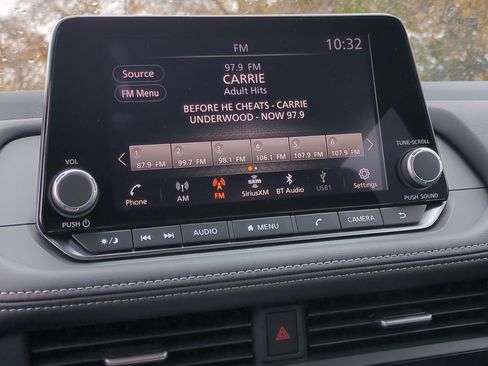 FM
10:32
Source
97.9 FM
CARRIE
Adult Hits
FM Menu
BEFORE HE CHEATS - CARRIE
UNDERWOOD - NOW 97.9
1 2 3 4 5 6
87.9 FM 99.7 FM 98.1 FM 106.1 FM 107.9 FM 107.9 FM
Phone AM FM SiriusXM BT Audio USB1 Settings
sxm
VOL
PUSH
TUNE·SCROLL
PUSH SOUND
AUDIO MENU CAMERA